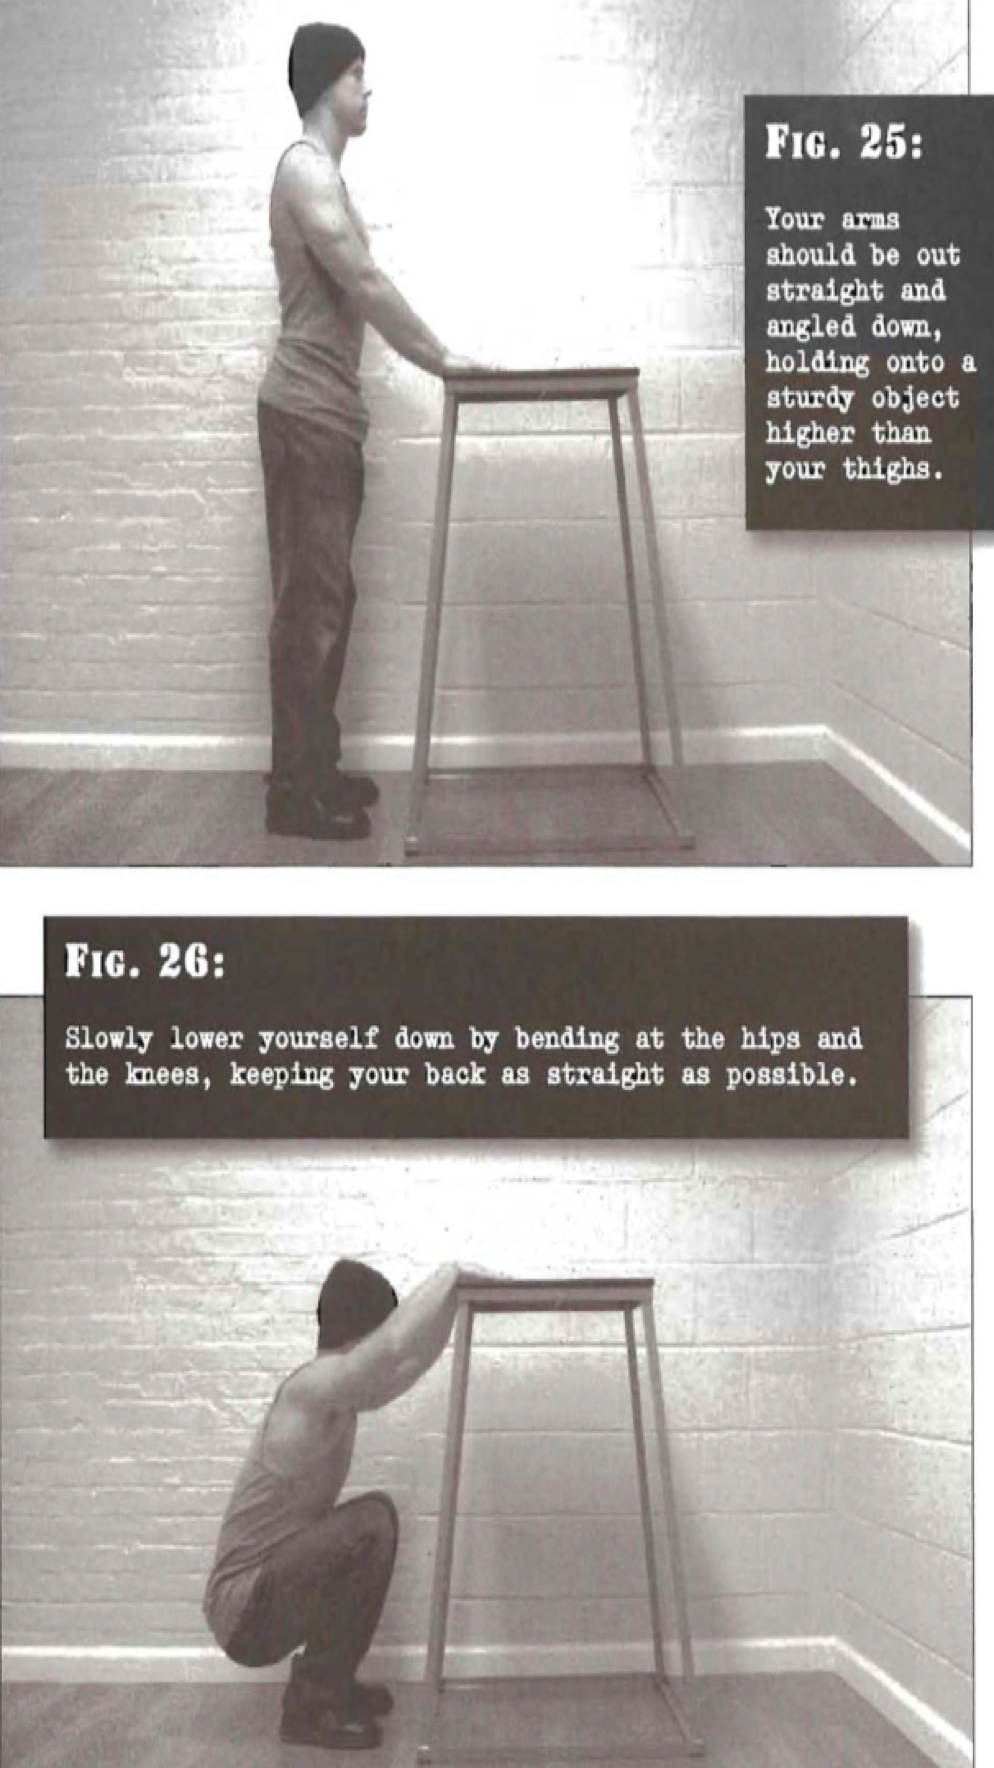 FIG. 25:
Your arms
should be out
straight and
angled down,
holding onto a
sturdy object
higher than
your thighs.
FIG. 26:
Slowly lower yourself down by bending at the hips and
the knees, keeping your back as straight as possible.